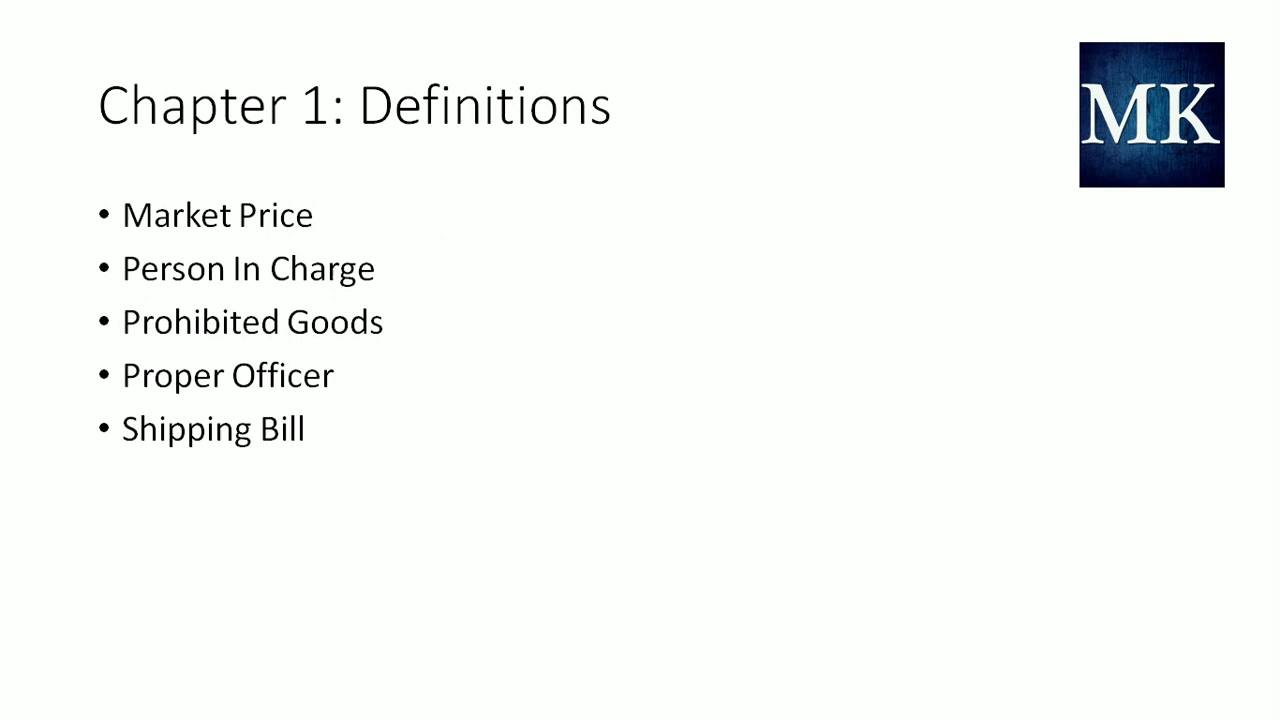 Chapter 1: Definitions
MK
• Market Price
• Person In Charge
• Prohibited Goods
• Proper Officer
• Shipping Bill